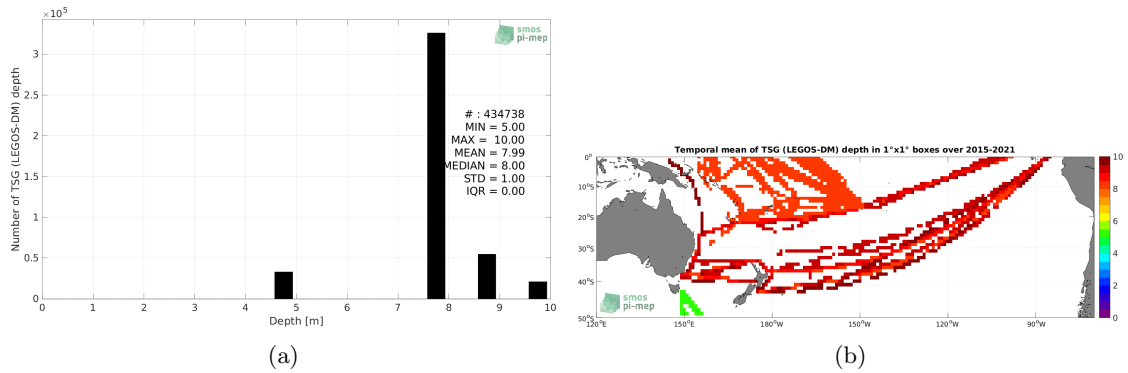 ×10⁵
smos
pi-mep
3
2.5
2
1.5
1
0.5
0
Number of TSG (LEGOS-DM) depth
# : 434738
MIN = 5.00
MAX = 10.00
MEAN = 7.99
MEDIAN = 8.00
STD = 1.00
IQR = 0.00
0 1 2 3 4 5 6 7 8 9 10
Depth [m]
(a)
Temporal mean of TSG (LEGOS-DM) depth in 1°x1° boxes over 2015-2021
0°
10°S
20°S
30°S
40°S
50°S
smos
pi-mep
120°E 150°E 180°W 150°W 120°W 90°W
10
8
6
4
2
0
(b)